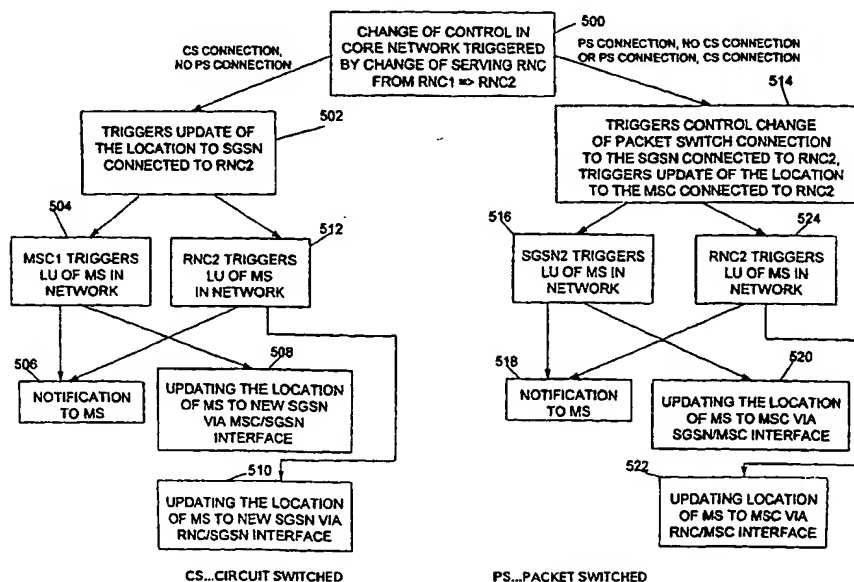 500
CHANGE OF CONTROL IN
CORE NETWORK TRIGGERED
BY CHANGE OF SERVING RNC
FROM RNC1 => RNC2
CS CONNECTION,
NO PS CONNECTION
PS CONNECTION, NO CS CONNECTION
OR PS CONNECTION, CS CONNECTION
502
TRIGGERS UPDATE OF
THE LOCATION TO SGSN
CONNECTED TO RNC2
514
TRIGGERS CONTROL CHANGE
OF PACKET SWITCH CONNECTION
TO THE SGSN CONNECTED TO RNC2,
TRIGGERS UPDATE OF THE LOCATION
TO THE MSC CONNECTED TO RNC2
504
MSC1 TRIGGERS
LU OF MS IN
NETWORK
512
RNC2 TRIGGERS
LU OF MS
IN NETWORK
516
SGSN2 TRIGGERS
LU OF MS IN
NETWORK
524
RNC2 TRIGGERS
LU OF MS IN
NETWORK
506
NOTIFICATION
TO MS
508
UPDATING THE LOCATION
OF MS TO NEW SGSN
VIA MSC/SGSN
INTERFACE
518
NOTIFICATION
TO MS
520
UPDATING THE LOCATION
OF MS TO MSC VIA
SGSN/MSC INTERFACE
510
UPDATING THE LOCATION
OF MS TO NEW SGSN VIA
RNC/SGSN INTERFACE
522
UPDATING LOCATION
OF MS TO MSC VIA
RNC/MSC INTERFACE
CS...CIRCUIT SWITCHED
PS...PACKET SWITCHED